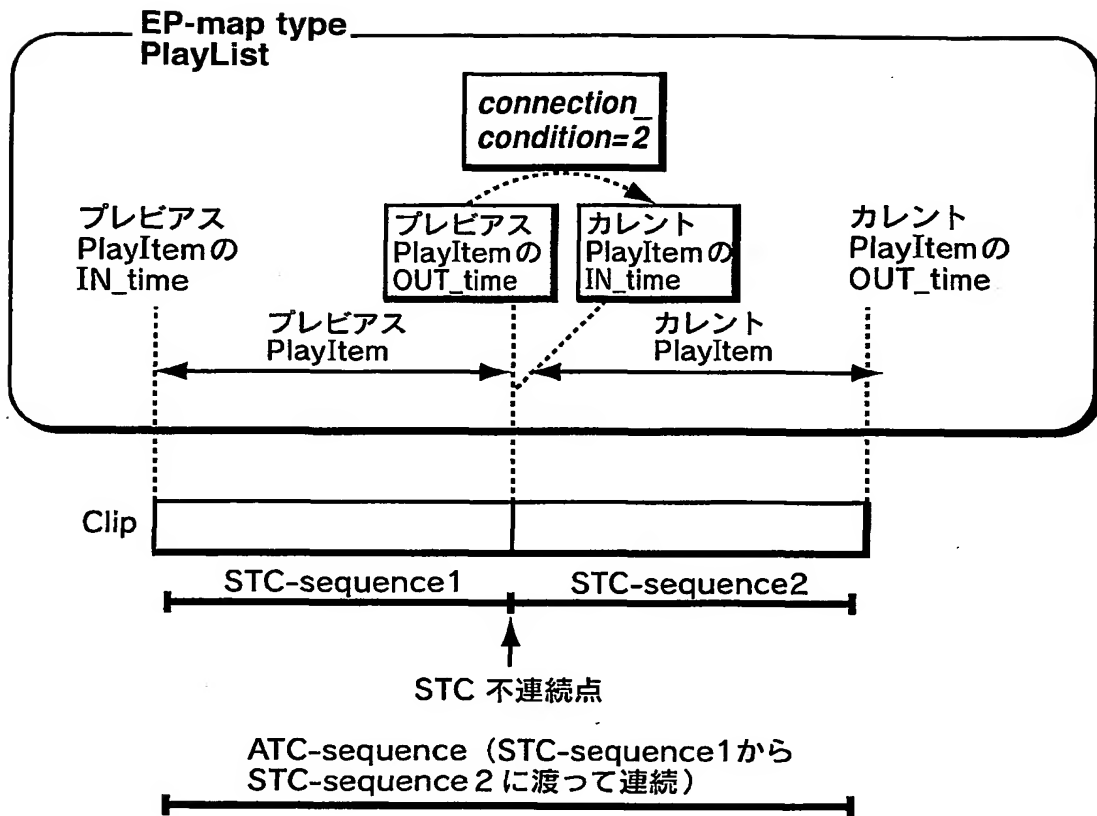 EP-map type
PlayList
connection_
condition=2
プレビアス
PlayItemの
IN_time
プレビアス
PlayItemの
OUT_time
カレント
PlayItemの
IN_time
カレント
PlayItemの
OUT_time
プレビアス
PlayItem
カレント
PlayItem
Clip
STC-sequence1
STC-sequence2
STC 不連続点
ATC-sequence（STC-sequence1から
STC-sequence2に渡って連続）